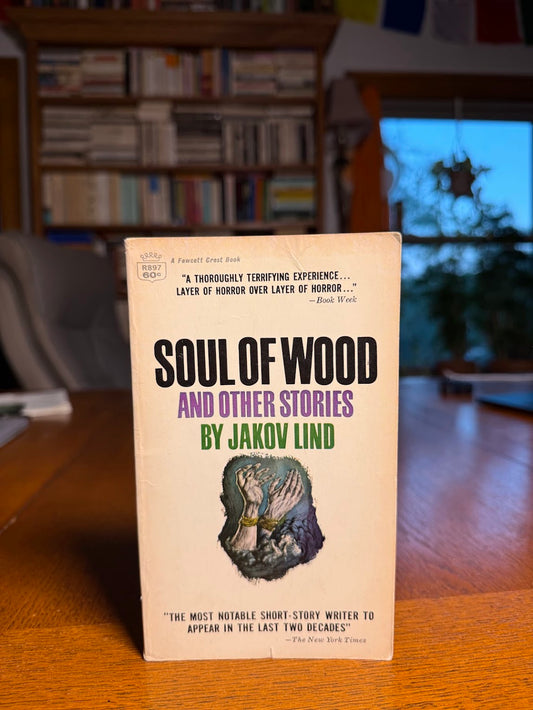 A Fawcett Crest Book
R897
60¢
"A THOROUGHLY TERRIFYING EXPERIENCE...
LAYER OF HORROR OVER LAYER OF HORROR..."
—Book Week
SOUL OF WOOD
AND OTHER STORIES
BY JAKOV LIND
"THE MOST NOTABLE SHORT-STORY WRITER TO
APPEAR IN THE LAST TWO DECADES"
—The New York Times